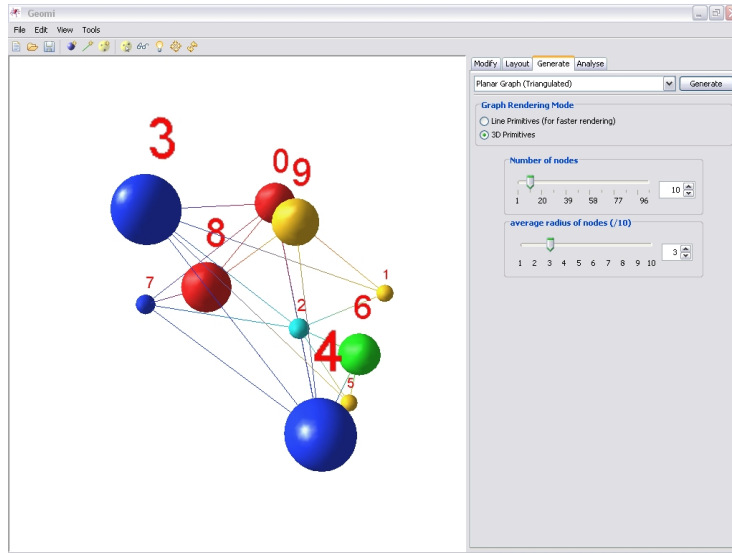 Geomi
File Edit View Tools
Modify Layout Generate Analyse
Planar Graph (Triangulated) Generate
Graph Rendering Mode
Line Primitives (for faster rendering)
3D Primitives
Number of nodes
10
1 20 39 58 77 96
average radius of nodes (/10)
3
1 2 3 4 5 6 7 8 9 10
3
0
9
8
7
1
2
6
4
5